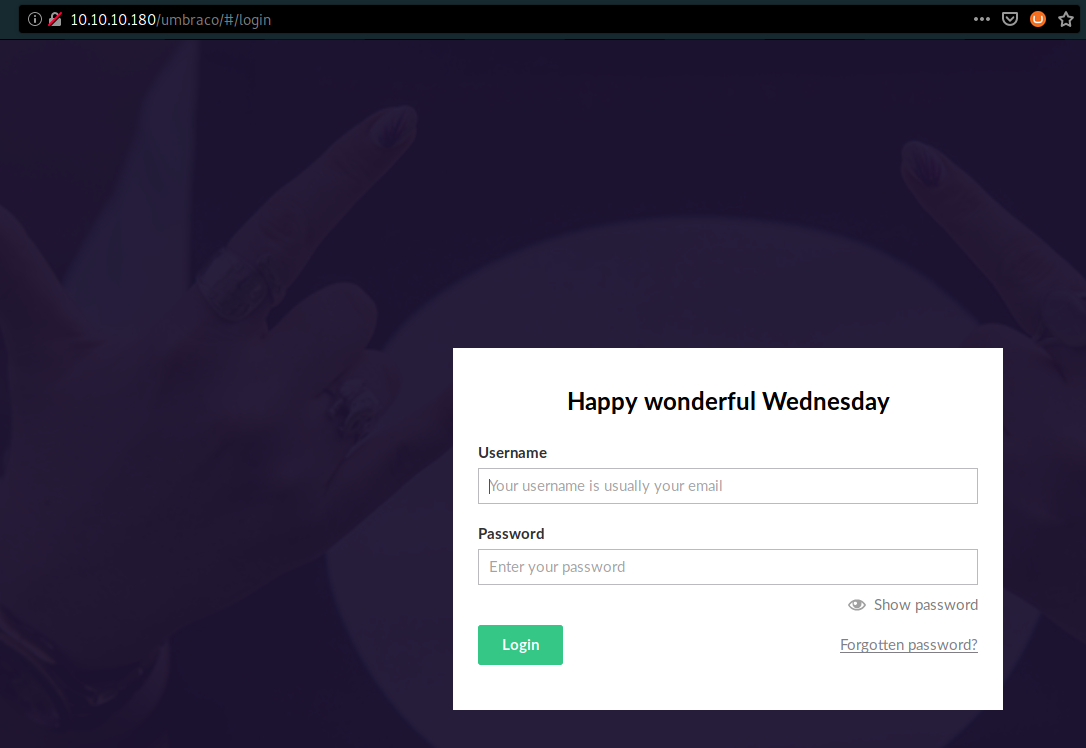 10.10.10.180/umbraco/#/login
Happy wonderful Wednesday
Username
Your username is usually your email
Password
Enter your password
Show password
Login
Forgotten password?